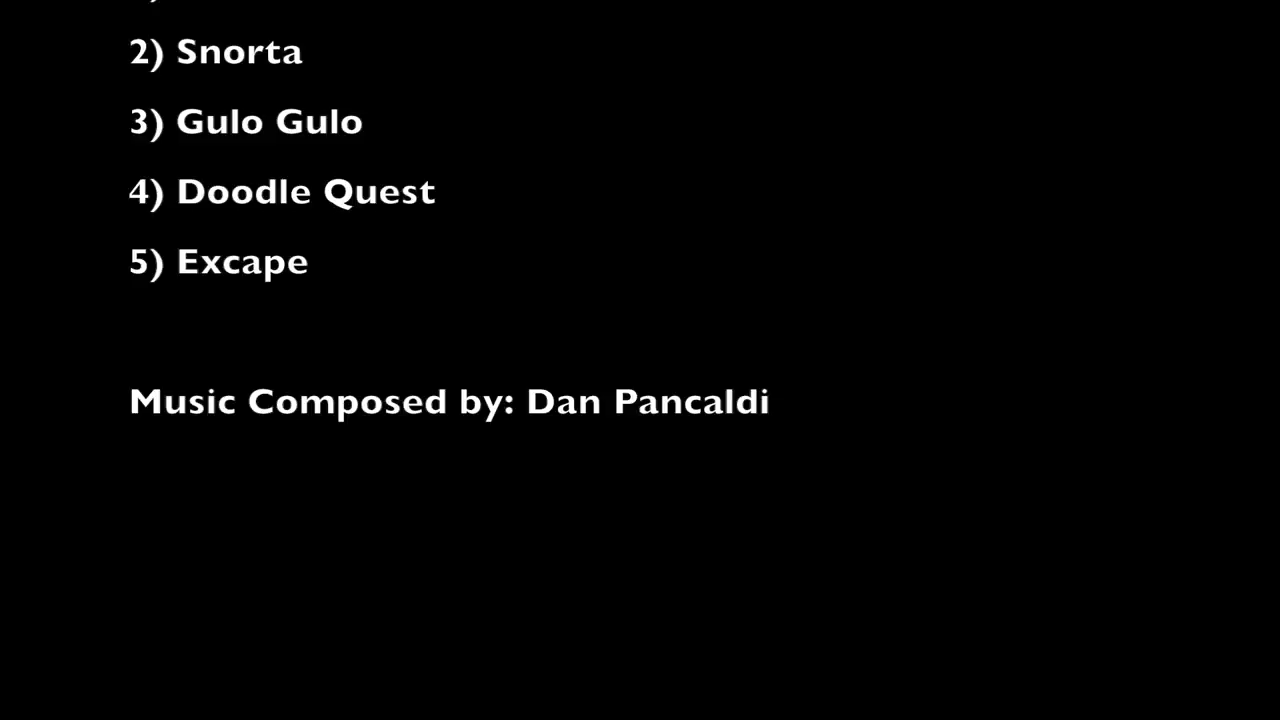 2) Snorta
3) Gulo Gulo
4) Doodle Quest
5) Excape
Music Composed by: Dan Pancaldi